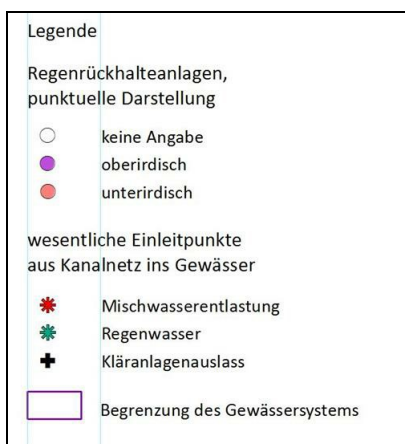 Legende
Regenrückhalteanlagen,
punktuelle Darstellung
keine Angabe
oberirdisch
unterirdisch
wesentliche Einleitpunkte
aus Kanalnetz ins Gewässer
Mischwasserentlastung
Regenwasser
Kläranlagenauslass
Begrenzung des Gewässersystems